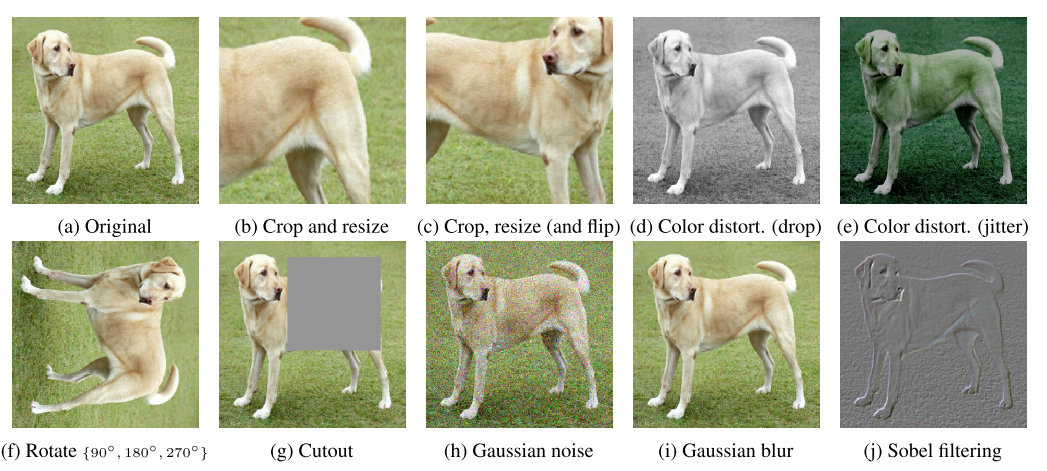 (a) Original
(b) Crop and resize
(c) Crop, resize (and flip)
(d) Color distort. (drop)
(e) Color distort. (jitter)
(f) Rotate {90°, 180°, 270°}
(g) Cutout
(h) Gaussian noise
(i) Gaussian blur
(j) Sobel filtering